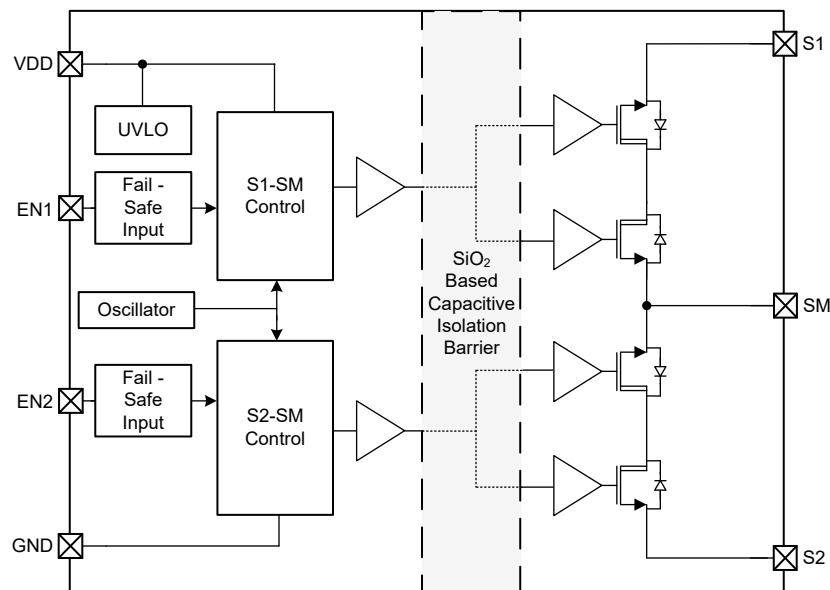 S1
VDD
UVLO
Fail -
Safe
Input
S1-SM
Control
EN1
SiO₂
Based
Capacitive
Isolation
Barrier
Oscillator
SM
Fail -
Safe
Input
EN2
S2-SM
Control
GND
S2